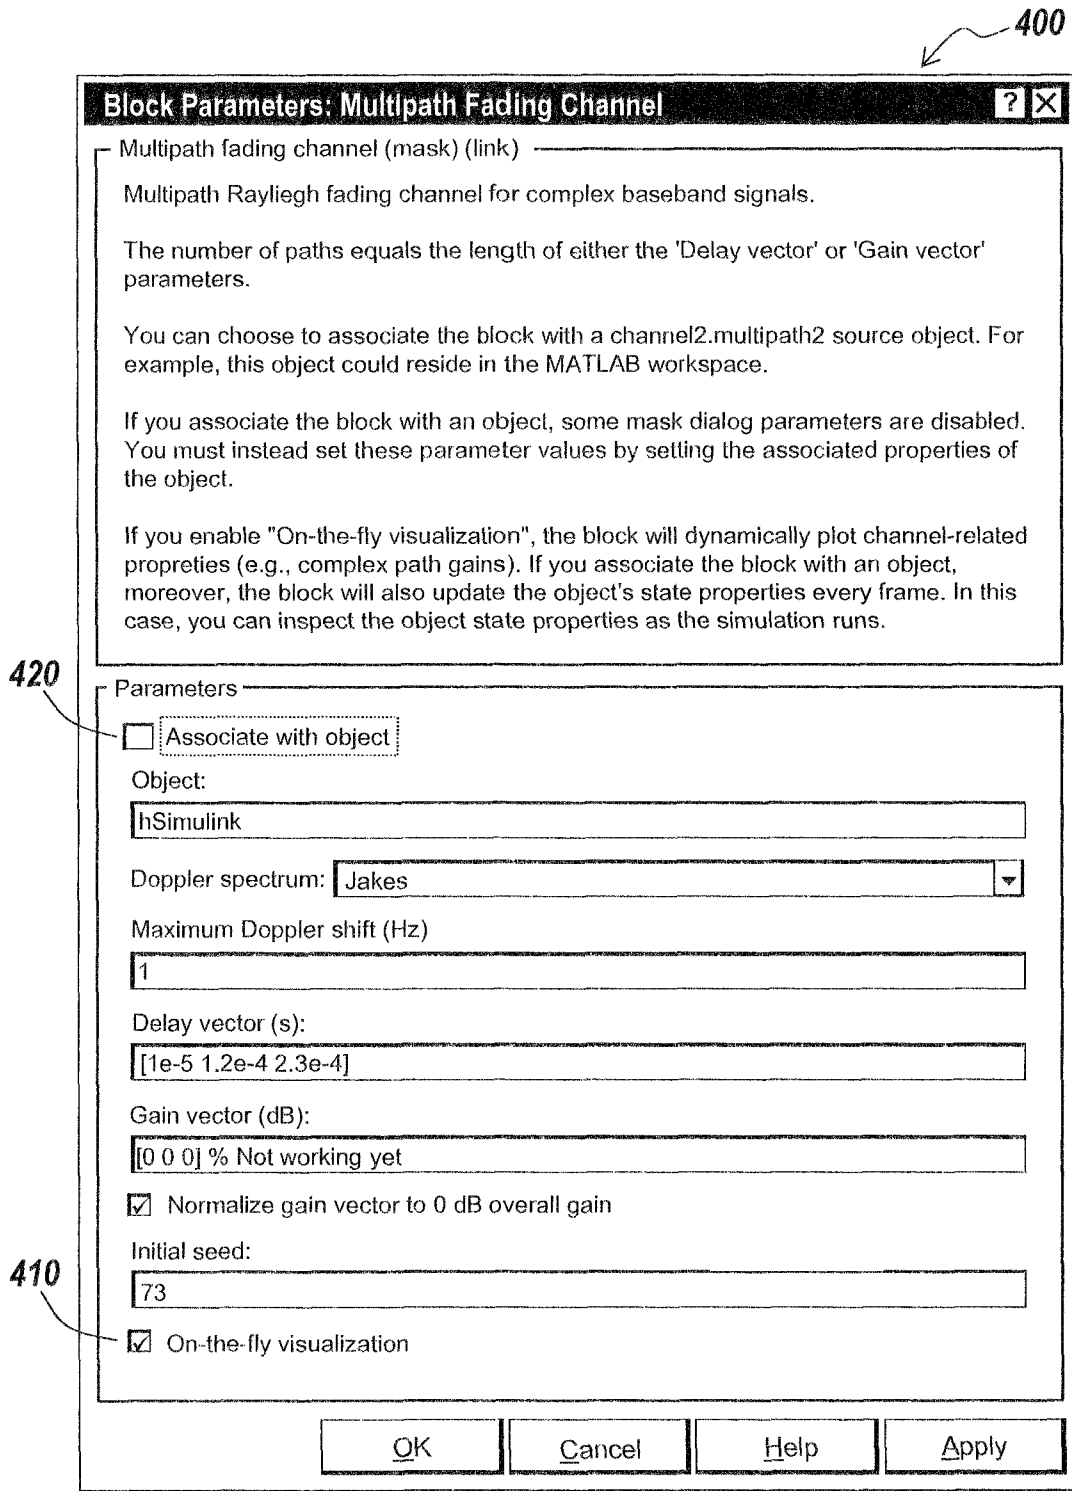 400
Block Parameters: Multipath Fading Channel
Multipath fading channel (mask) (link)
Multipath Rayliegh fading channel for complex baseband signals.
The number of paths equals the length of either the 'Delay vector' or 'Gain vector'
parameters.
You can choose to associate the block with a channel2.multipath2 source object. For
example, this object could reside in the MATLAB workspace.
If you associate the block with an object, some mask dialog parameters are disabled.
You must instead set these parameter values by setting the associated properties of
the object.
If you enable "On-the-fly visualization", the block will dynamically plot channel-related
propreties (e.g., complex path gains). If you associate the block with an object,
moreover, the block will also update the object's state properties every frame. In this
case, you can inspect the object state properties as the simulation runs.
420
Parameters
Associate with object
Object:
hSimulink
Doppler spectrum: Jakes
Maximum Doppler shift (Hz)
1
Delay vector (s):
[1e-5 1.2e-4 2.3e-4]
Gain vector (dB):
[0 0 0] % Not working yet
Normalize gain vector to 0 dB overall gain
Initial seed:
410
73
On-the-fly visualization
OK Cancel Help Apply